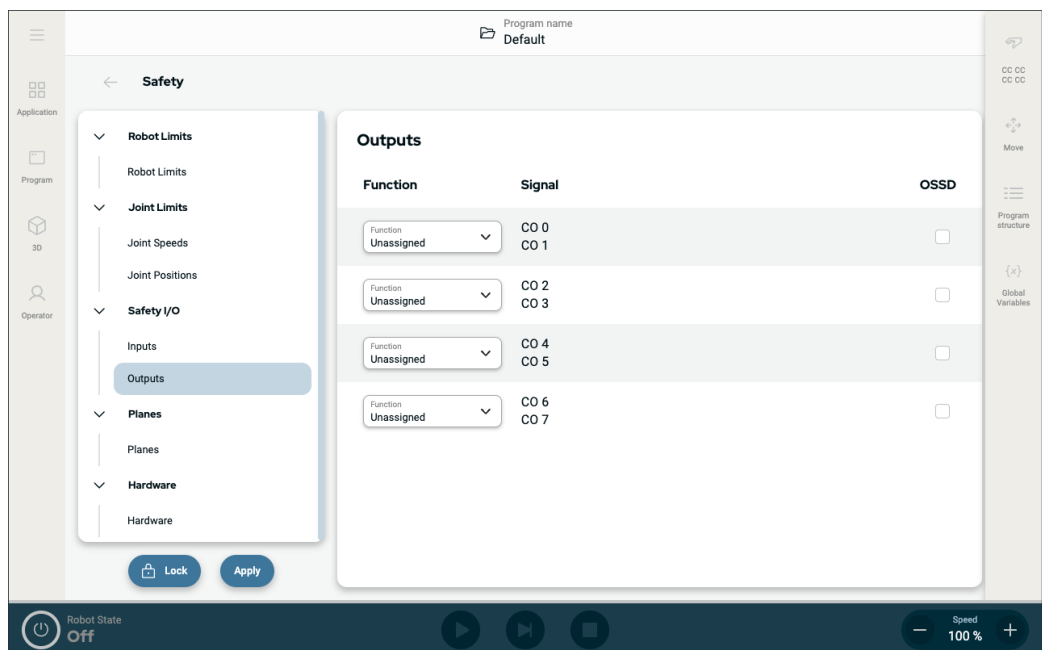 Program name
Default
CC CC
CC CC
Application
Program
3D
Operator
Move
Program
structure
{x}
Global
Variables
Safety
Robot Limits
Robot Limits
Joint Limits
Joint Speeds
Joint Positions
Safety I/O
Inputs
Outputs
Planes
Planes
Hardware
Hardware
Lock
Apply
Outputs
Function Signal OSSD
Function
Unassigned
CO 0
CO 1
Function
Unassigned
CO 2
CO 3
Function
Unassigned
CO 4
CO 5
Function
Unassigned
CO 6
CO 7
Robot State
Off
Speed
100 %